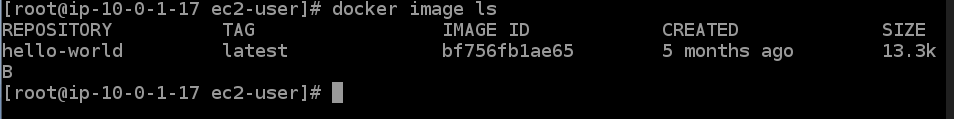 [root@ip-10-0-1-17 ec2-user]# docker image ls
REPOSITORY          TAG                 IMAGE ID            CREATED             SIZE
hello-world         latest              bf756fb1ae65        5 months ago        13.3k
B
[root@ip-10-0-1-17 ec2-user]#